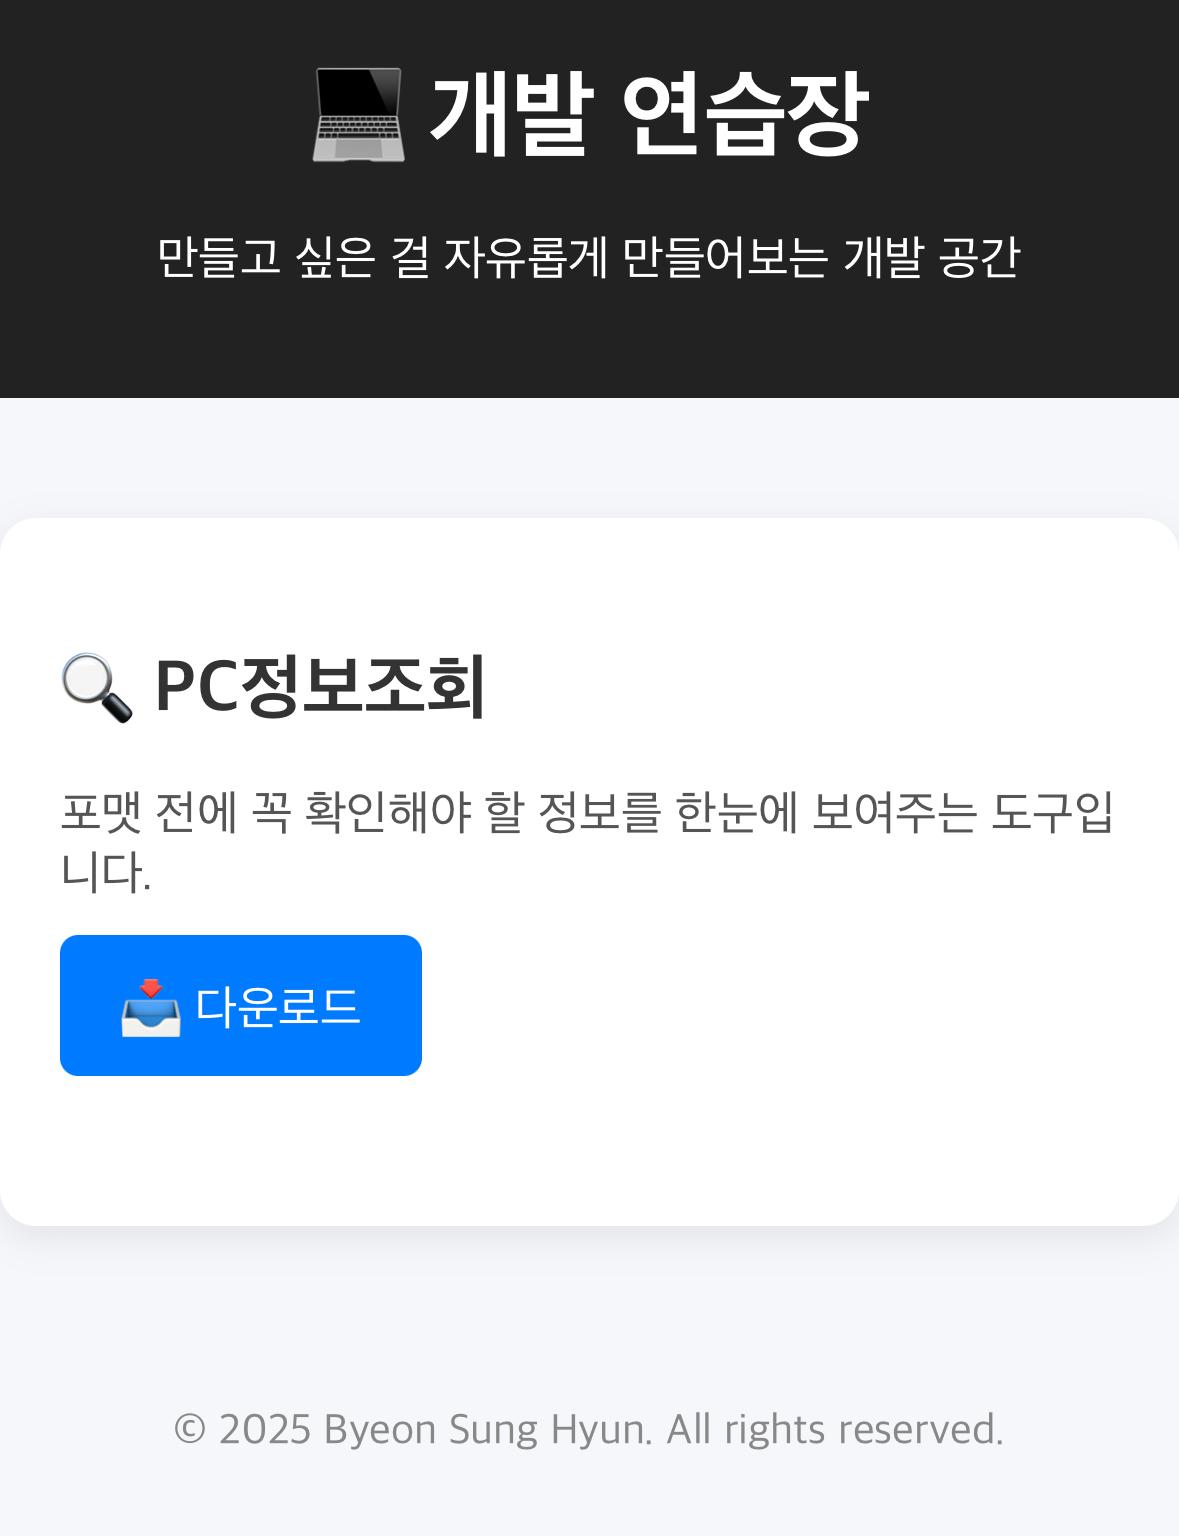 💻 개발 연습장
만들고 싶은 걸 자유롭게 만들어보는 개발 공간
🔍 PC정보조회
포맷 전에 꼭 확인해야 할 정보를 한눈에 보여주는 도구입
니다.
📥 다운로드
© 2025 Byeon Sung Hyun. All rights reserved.